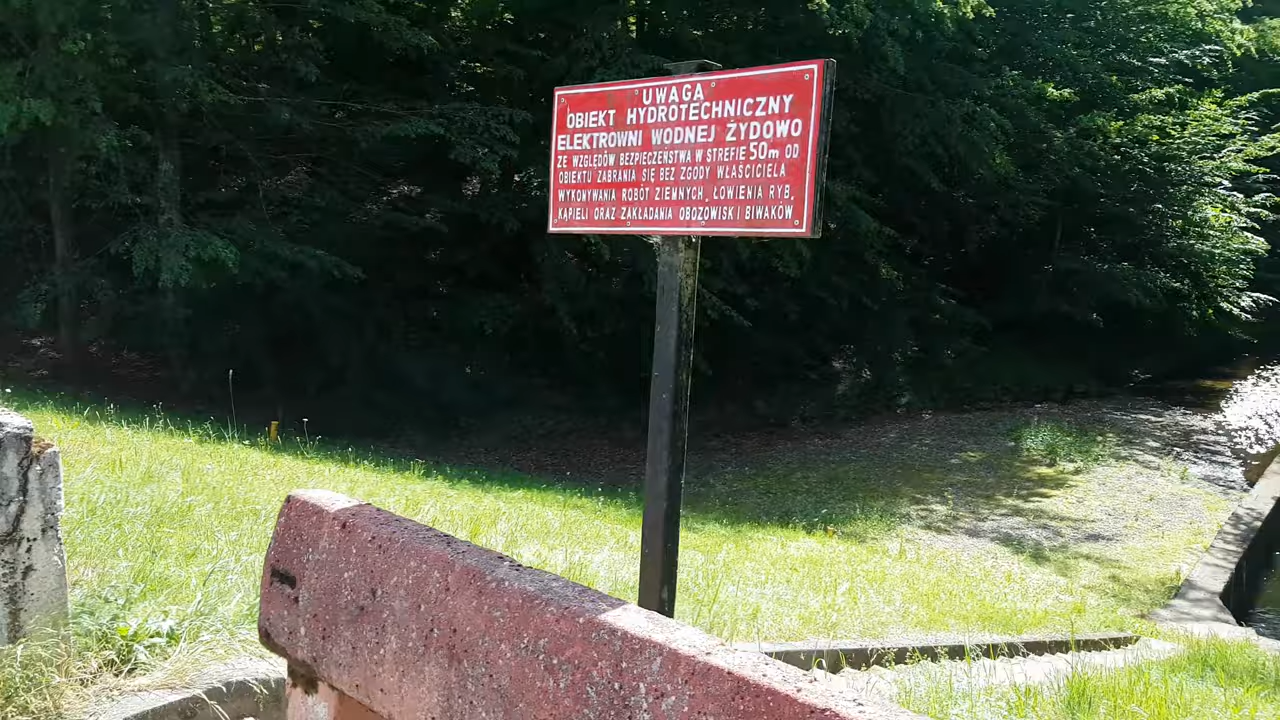 UWAGA
OBIEKT HYDROTECHNICZNY
ELEKTROWNI WODNEJ ŻYDOWO
ZE WZGLĘDÓW BEZPIECZEŃSTWA W STREFIE 50m OD
OBIEKTU ZABRANIA SIĘ BEZ ZGODY WŁAŚCICIELA
WYKONYWANIA ROBÓT ZIEMNYCH, ŁOWIENIA RYB,
KĄPIELI ORAZ ZAKŁADANIA OBOZOWISK I BIWAKÓW